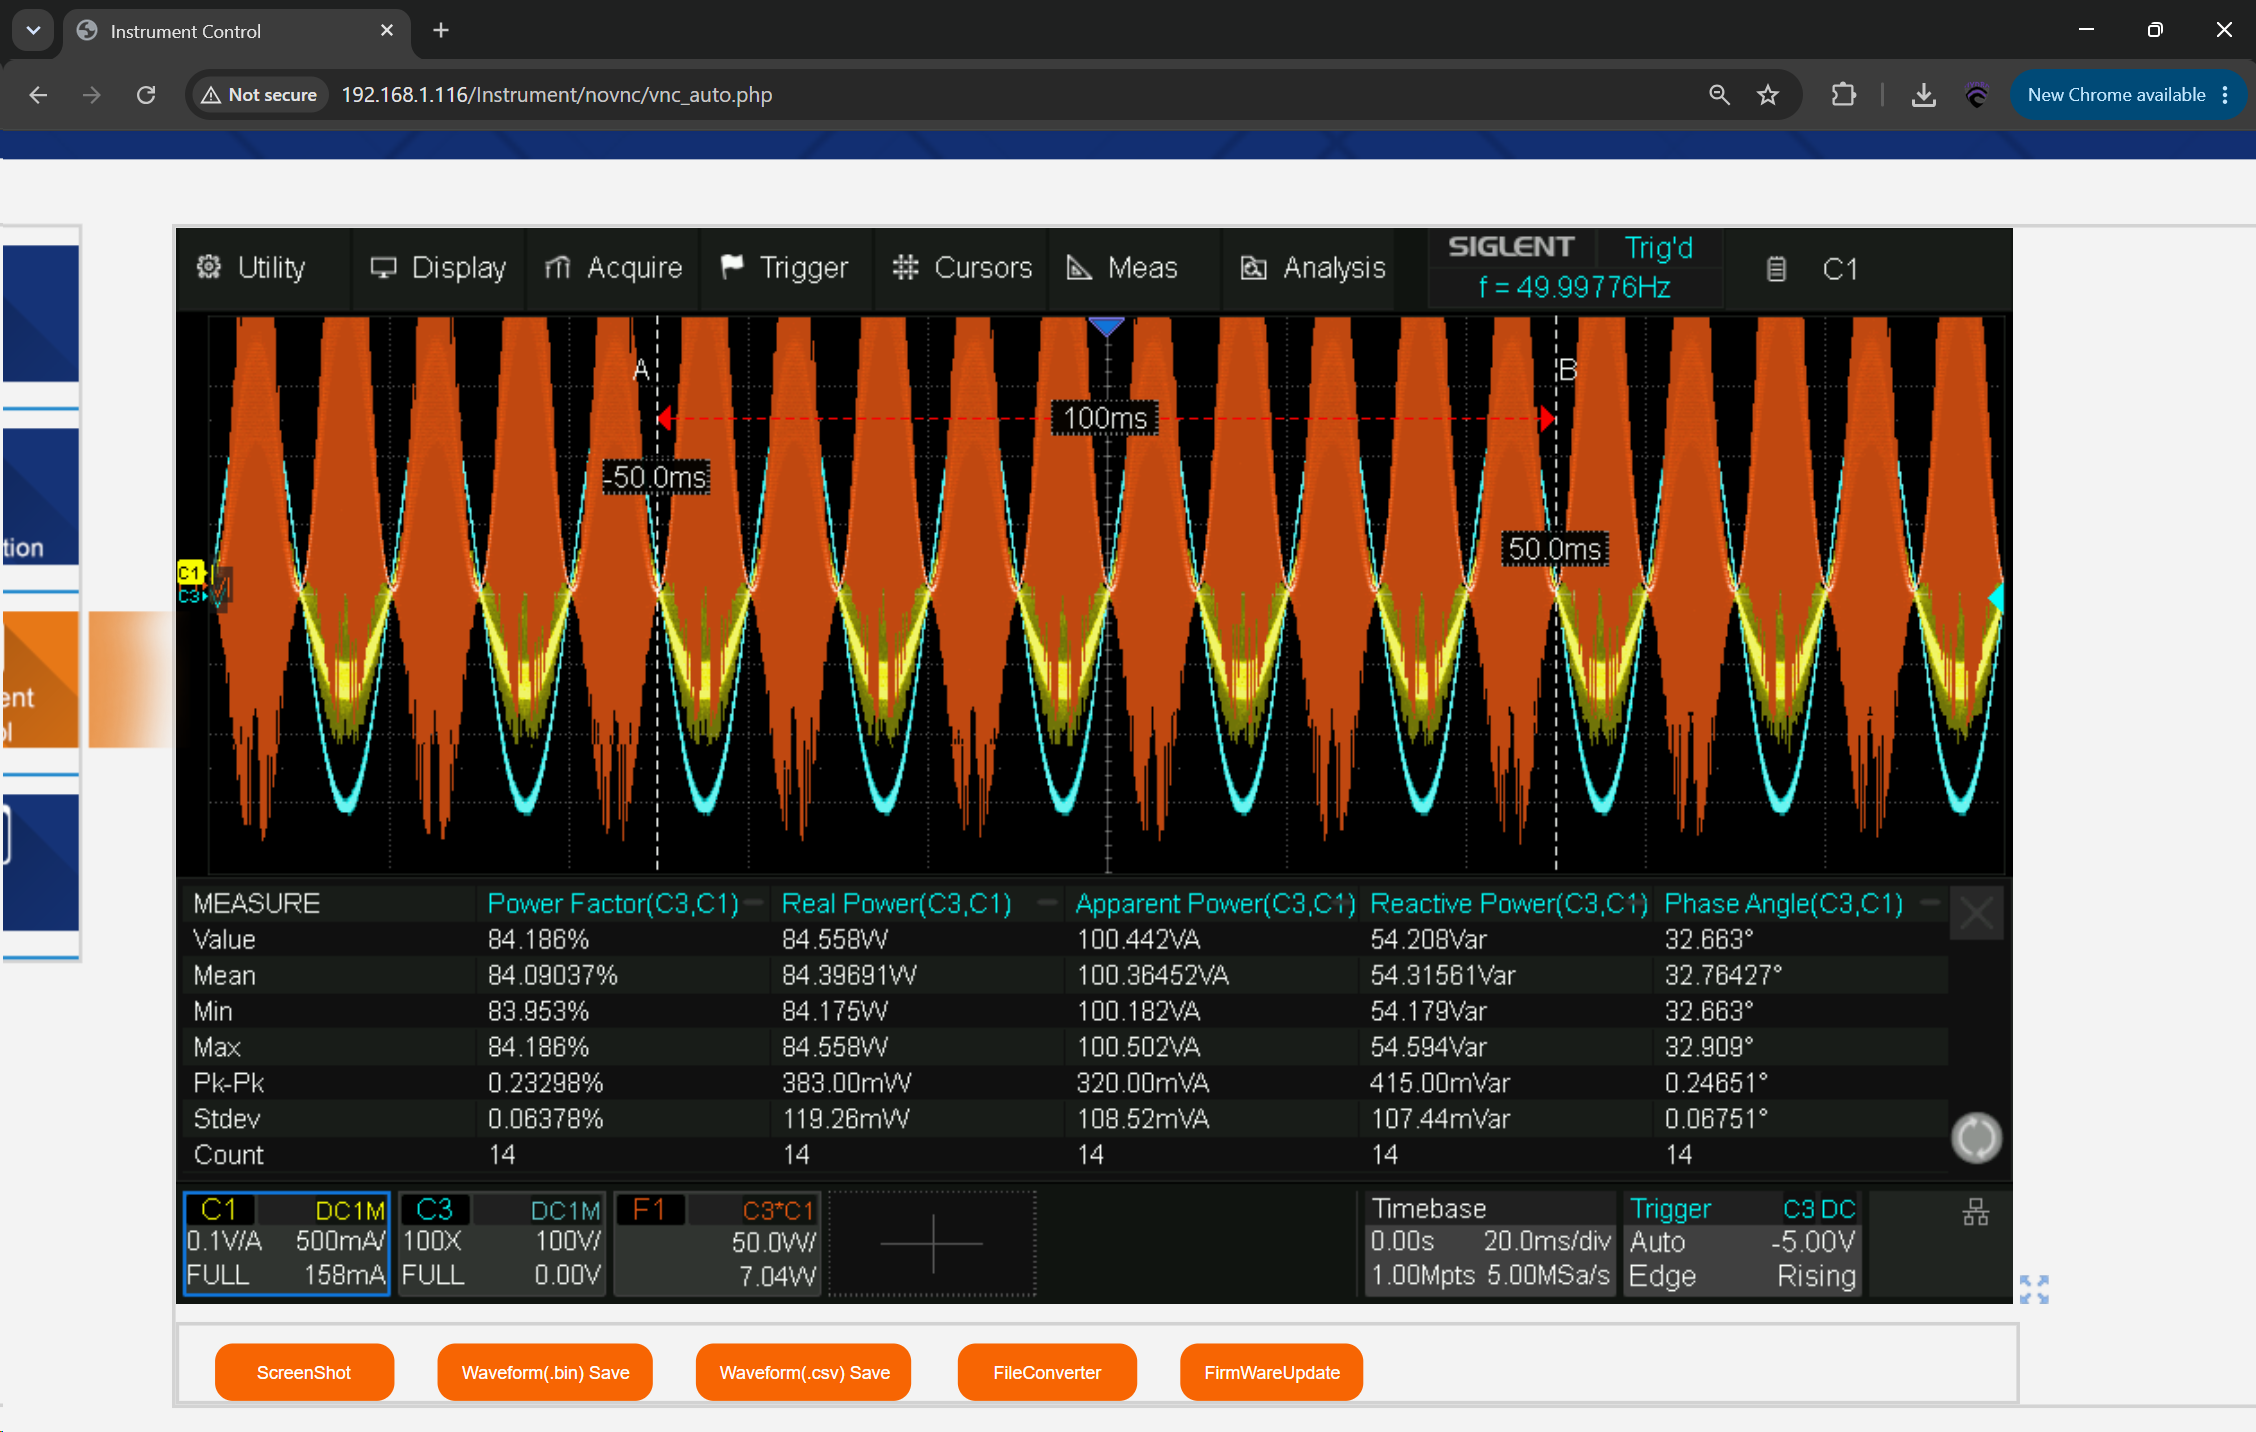 Instrument Control
Not secure 192.168.1.116/Instrument/novnc/vnc_auto.php New Chrome available
Utility Display Acquire Trigger Cursors Meas Analysis SIGLENT Trig'd C1
f = 49.99776Hz
A B
100ms
-50.0ms
50.0ms
tion
C1
C3
ent
MEASURE Power Factor(C3,C1) Real Power(C3,C1) Apparent Power(C3,C1) Reactive Power(C3,C1) Phase Angle(C3,C1)
Value 84.186% 84.558W 100.442VA 54.208Var 32.663°
Mean 84.09037% 84.39691W 100.36452VA 54.31561Var 32.76427°
Min 83.953% 84.175W 100.182VA 54.179Var 32.663°
Max 84.186% 84.558W 100.502VA 54.594Var 32.909°
Pk-Pk 0.23298% 383.00mW 320.00mVA 415.00mVar 0.24651°
Stdev 0.06378% 119.26mW 108.52mVA 107.44mVar 0.06751°
Count 14 14 14 14 14
C1 DC1M C3 DC1M F1 C3*C1 Timebase Trigger C3 DC
0.1V/A 500mA/ 100X 100V/ 50.0W/ 0.00s 20.0ms/div Auto -5.00V
FULL 158mA FULL 0.00V 7.04W 1.00Mpts 5.00MSa/s Edge Rising
ScreenShot Waveform(.bin) Save Waveform(.csv) Save FileConverter FirmWareUpdate